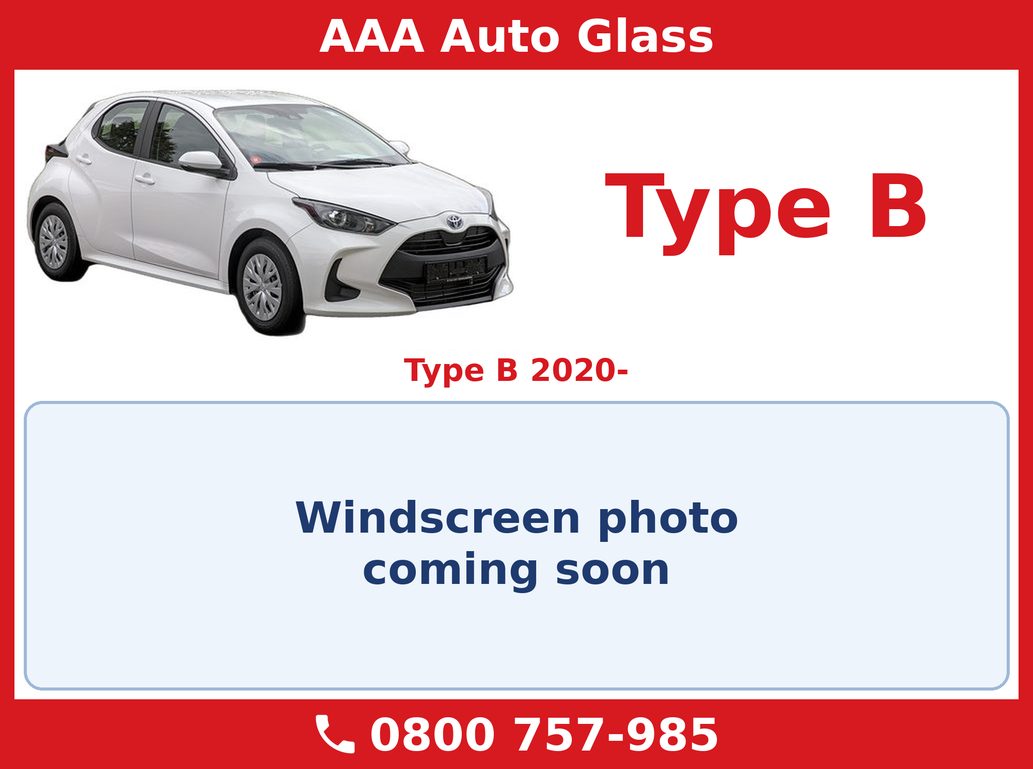 AAA Auto Glass
Type B
Type B 2020-
Windscreen photo
coming soon
0800 757-985